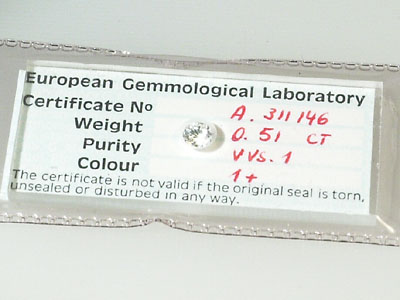 European Gemmological Laboratory
Certificate No A. 311146
Weight 0.51 CT
Purity VVS.1
Colour 1+
The certificate is not valid if the original seal is torn,
unsealed or disturbed in any way.